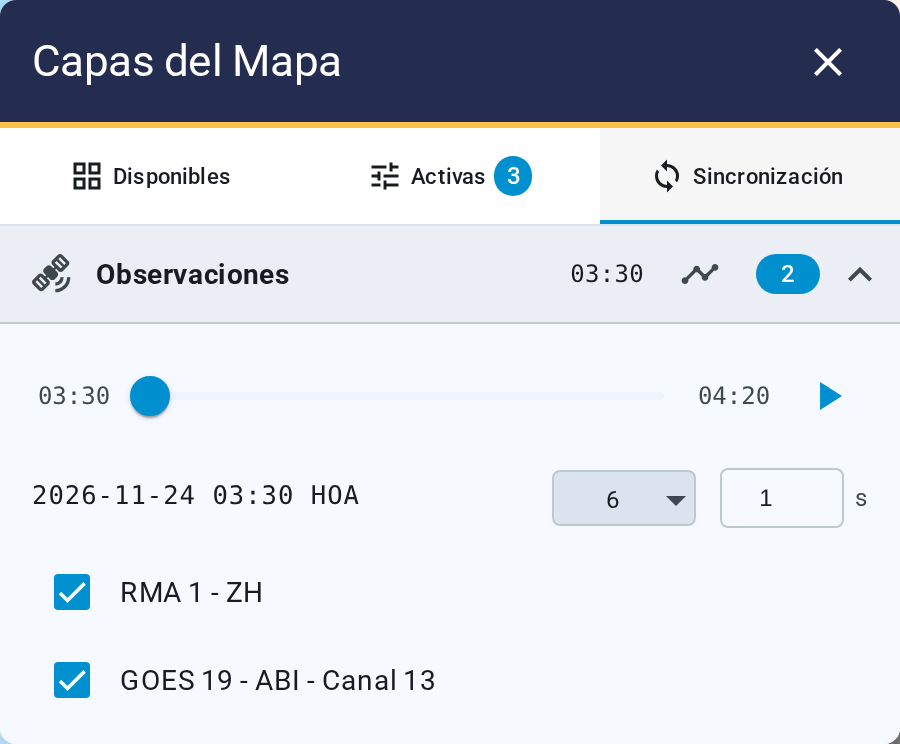 Capas del Mapa
Disponibles Activas 3 Sincronización
Observaciones 03:30 2
03:30 04:20
2026-11-24 03:30 HOA 6 1 s
RMA 1 - ZH
GOES 19 - ABI - Canal 13